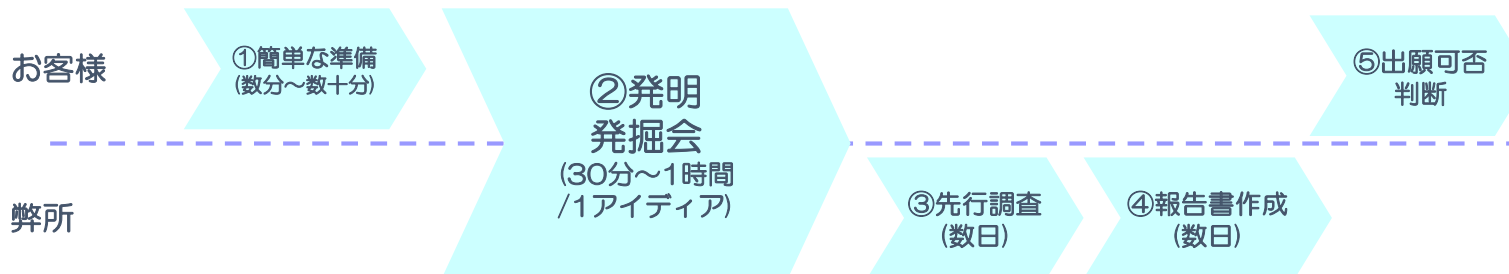 お客様
①簡単な準備
(数分～数十分)
②発明
発掘会
(30分～1時間
/1アイディア)
⑤出願可否
判断
弊所
③先行調査
(数日)
④報告書作成
(数日)